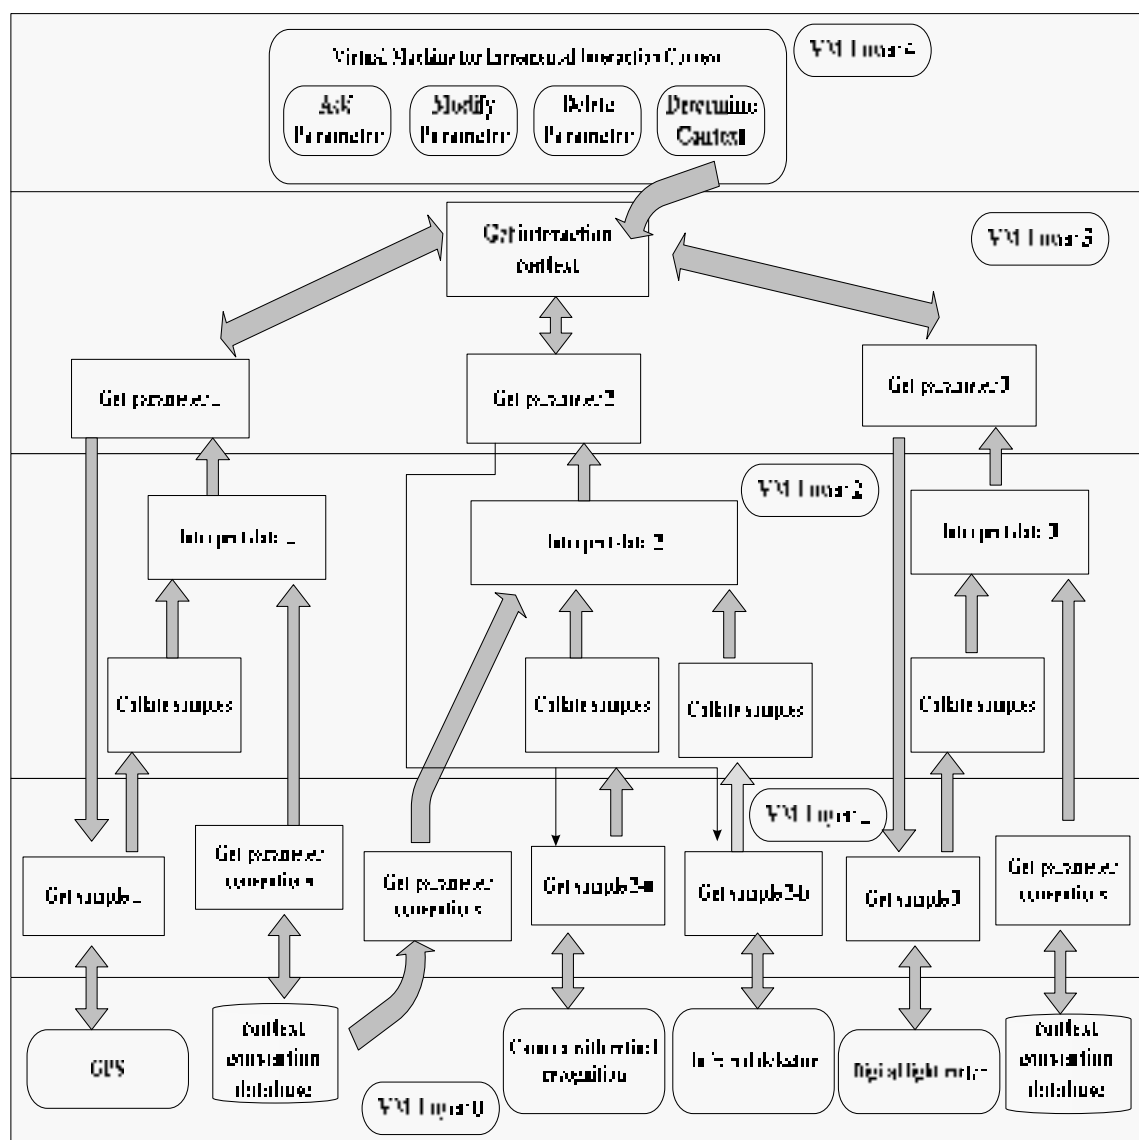 Virtual Machine for Interaction Context
VM Layer 4
Parameter
Modify
Parameter
Delete
Parameter
Determine
Context
Get interaction
context
VM Layer 3
Get parameter 1
Get parameter 2
Get parameter 3
VM Layer 2
Interpret data 1
Interpret data 2
Interpret data 3
Collate samples
Collate samples
Collate samples
Collate samples
VM Layer 1
Get sample 1
Get parameter
conventions
Get parameter
conventions
Get sample 2-a
Get sample 2-b
Get sample 3
Get parameter
conventions
GPS
context
convention
database
Camera with
recognition
detector
Digital light meter
context
convention
database
VM Layer 0